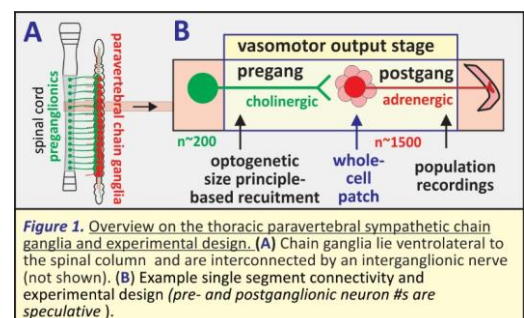 A
B
spinal cord
preganglionics
paravertebral
chain ganglia
vasomotor output stage
pregang
postgang
cholinergic
adrenergic
n~200
n~1500
optogenetic
size principle-
based recuitment
whole-
cell
patch
population
recordings
Figure 1. Overview on the thoracic paravertebral sympathetic chain
ganglia and experimental design. (A) Chain ganglia lie ventrolateral to
the spinal column and are interconnected by an interganglionic nerve
(not shown). (B) Example single segment connectivity and
experimental design (pre- and postganglionic neuron #s are
speculative ).